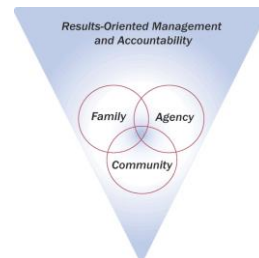 Results-Oriented Management
and Accountability
Family
Agency
Community